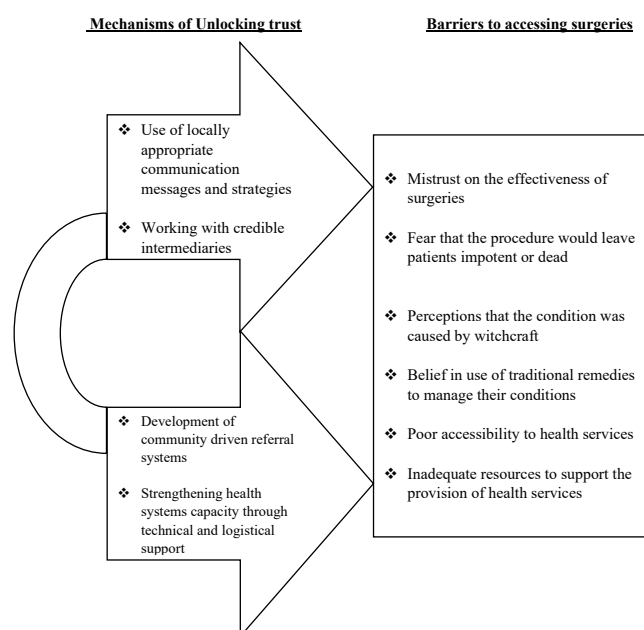 Mechanisms of Unlocking trust
Barriers to accessing surgeries
❖ Use of locally
appropriate
communication
messages and strategies
❖ Working with credible
intermediaries
❖ Development of
community driven referral
systems
❖ Strengthening health
systems capacity through
technical and logistical
support
❖ Mistrust on the effectiveness of
surgeries
❖ Fear that the procedure would leave
patients impotent or dead
❖ Perceptions that the condition was
caused by witchcraft
❖ Belief in use of traditional remedies
to manage their conditions
❖ Poor accessibility to health services
❖ Inadequate resources to support the
provision of health services